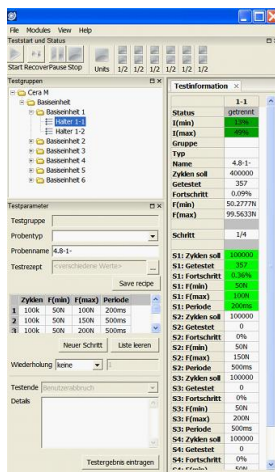 File Modules View Help
Teststart und Status
Start Recover Pause Stop Units 1/2 1/2 1/2 1/2 1/2 1/2
Testgruppen
Cera M
Basiseinheit
Basiseinheit 1
Halter 1-1
Halter 1-2
Basiseinheit 2
Basiseinheit 3
Basiseinheit 4
Basiseinheit 5
Basiseinheit 6
Testparameter
Testgruppe
Probentyp
Probenname 4.8-1-
Testrezept <verschiedene Werte> ...
Save recipe
Zyklen F(min) F(max) Periode
1 100k 50N 100N 200ms
2 100k 50N 150N 500ms
3 100k 50N 200N 500ms
Neuer Schritt Liste leeren
Wiederholung keine 1
Testende Benutzerabbruch
Details
Testergebnis eintragen
Testinformation
1-1
Status getrennt
I(min) 13%
I(max) 49%
Gruppe
Typ
Name 4.8-1-
Zyklen soll 400000
Getestet 357
Fortschritt 0.09%
F(min) 50.2777N
F(max) 99.5633N
Schritt 1/4
S1: Zyklen soll 100000
S1: Getestet 357
S1: Fortschritt 0.36%
S1: F(min) 50N
S1: F(max) 100N
S1: Periode 200ms
S2: Zyklen soll 100000
S2: Getestet 0
S2: Fortschritt 0%
S2: F(min) 50N
S2: F(max) 150N
S2: Periode 500ms
S3: Zyklen soll 100000
S3: Getestet 0
S3: Fortschritt 0%
S3: F(min) 50N
S3: F(max) 200N
S3: Periode 500ms
S4: Zyklen soll 100000
S4: Getestet 0
S4: Fortschritt 0%
S4: F(min) 50N